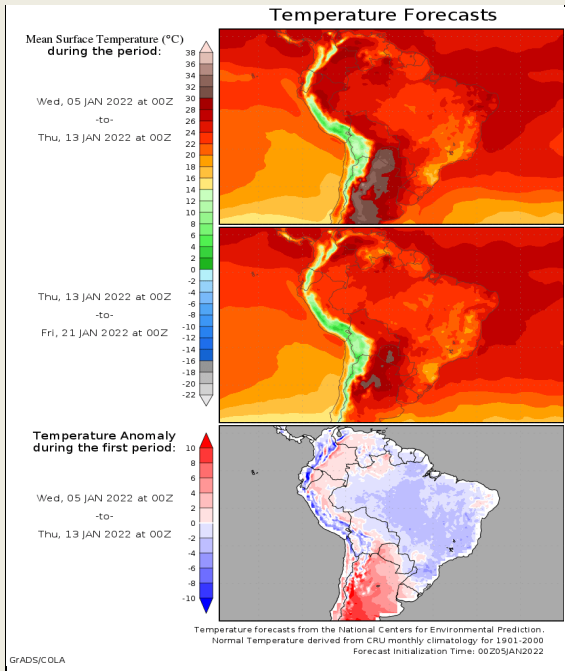 Temperature Forecasts
Mean Surface Temperature (°C)
during the period:
38
36
34
32
30
28
26
24
22
20
18
16
14
12
10
8
6
4
2
0
-2
-4
-6
-8
-10
-12
-14
-16
-18
-20
-22
Wed, 05 JAN 2022 at 00Z
-to-
Thu, 13 JAN 2022 at 00Z
Thu, 13 JAN 2022 at 00Z
-to-
Fri, 21 JAN 2022 at 00Z
Temperature Anomaly
during the first period:
10
8
6
4
2
0
-2
-4
-6
-8
-10
Wed, 05 JAN 2022 at 00Z
-to-
Thu, 13 JAN 2022 at 00Z
Temperature forecasts from the National Centers for Environmental Prediction.
Normal Temperature derived from CRU monthly climatology for 1901-2000
Forecast Initialization Time: 00Z05JAN2022
GrADS/COLA